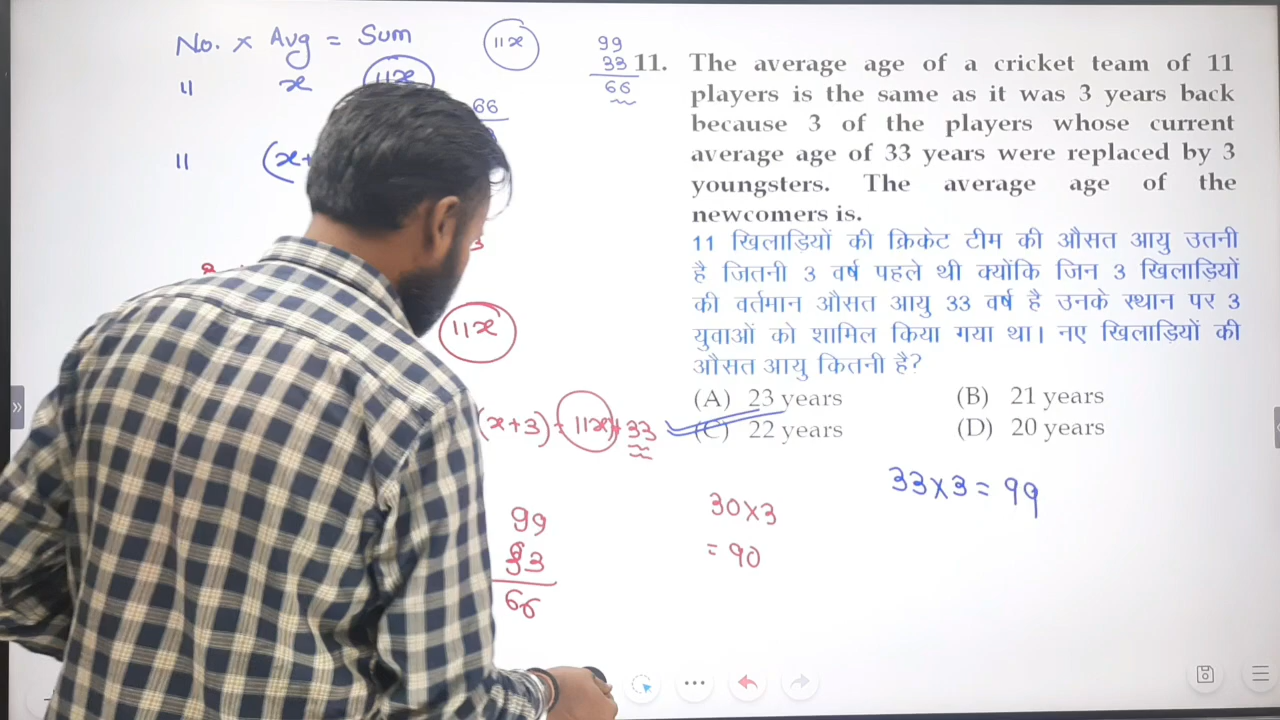 No. × Avg = Sum
11 x 11x
11 (x+
66
11x
99
33
66
11x
(x+3) - 11x + 33
99
33
66
11. The average age of a cricket team of 11
players is the same as it was 3 years back
because 3 of the players whose current
average age of 33 years were replaced by 3
youngsters. The average age of the
newcomers is.
11 खिलाड़ियों की क्रिकेट टीम की औसत आयु उतनी
है जितनी 3 वर्ष पहले थी क्योंकि जिन 3 खिलाड़ियों
की वर्तमान औसत आयु 33 वर्ष है उनके स्थान पर 3
युवाओं को शामिल किया गया था। नए खिलाड़ियों की
औसत आयु कितनी है?
(A) 23 years (B) 21 years
(C) 22 years (D) 20 years
33×3 = 99
30×3
= 90